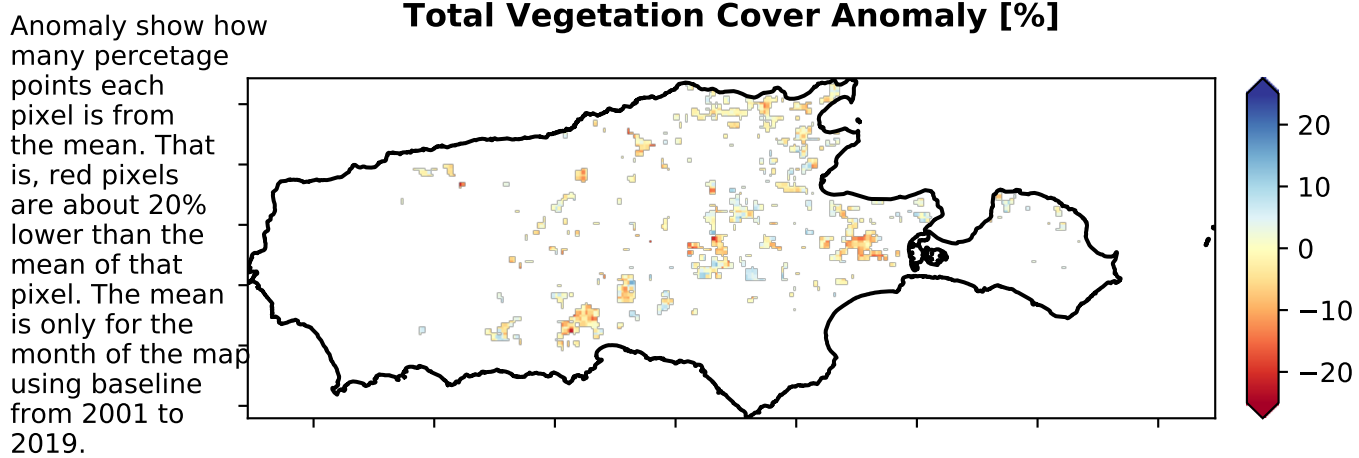 Total Vegetation Cover Anomaly [%]
Anomaly show how
many percetage
points each
pixel is from
the mean. That
is, red pixels
are about 20%
lower than the
mean of that
pixel. The mean
is only for the
month of the map
using baseline
from 2001 to
2019.
20
10
0
−10
−20